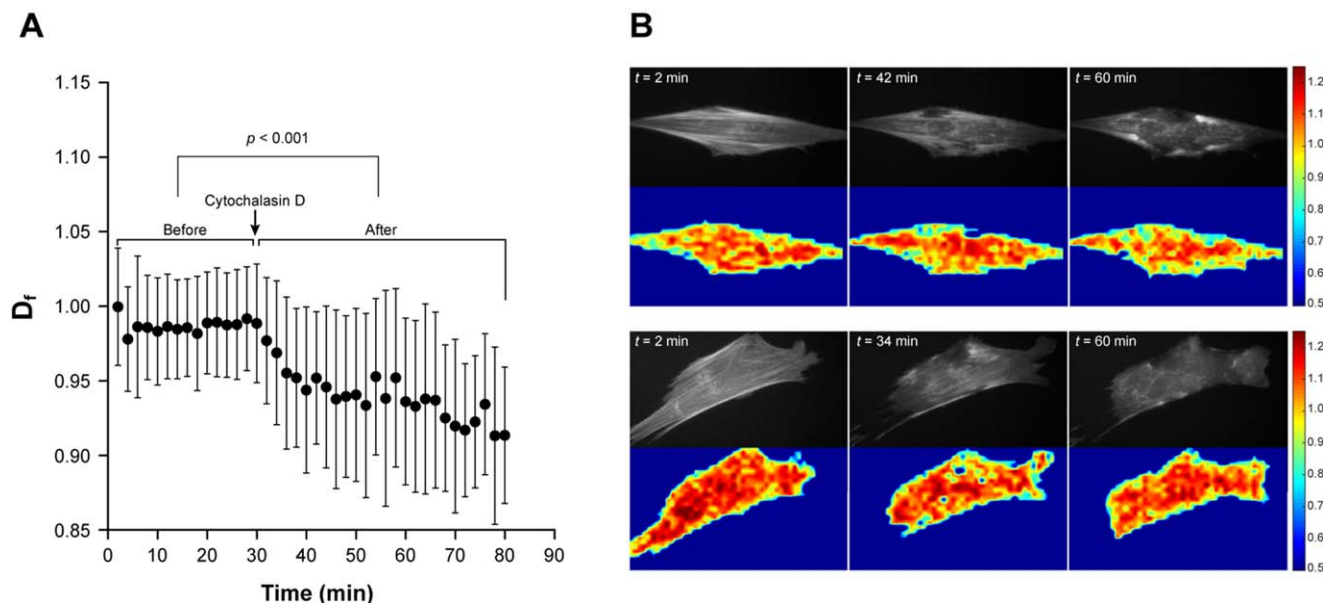 A
1.15
1.10
1.05
1.00
0.95
0.90
0.85
D_f
p < 0.001
Cytochalasin D
Before
After
0 10 20 30 40 50 60 70 80 90
Time (min)
B
t = 2 min
t = 42 min
t = 60 min
1.2
1.1
1.0
0.9
0.8
0.7
0.6
0.5
t = 2 min
t = 34 min
t = 60 min
1.2
1.1
1.0
0.9
0.8
0.7
0.6
0.5